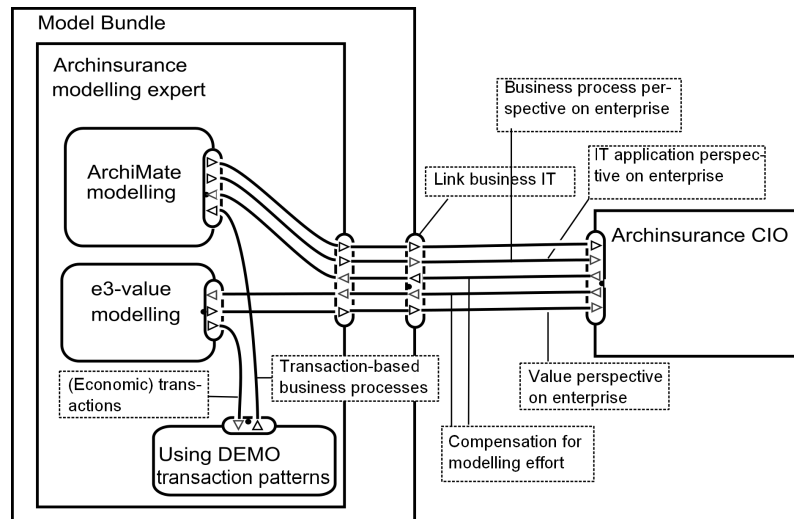 Model Bundle
Archinsurance
modelling expert
ArchiMate
modelling
e3-value
modelling
(Economic) trans-
actions
Transaction-based
business processes
Using DEMO
transaction patterns
Business process per-
spective on enterprise
IT application perspec-
tive on enterprise
Link business IT
Archinsurance CIO
Value perspective
on enterprise
Compensation for
modelling effort